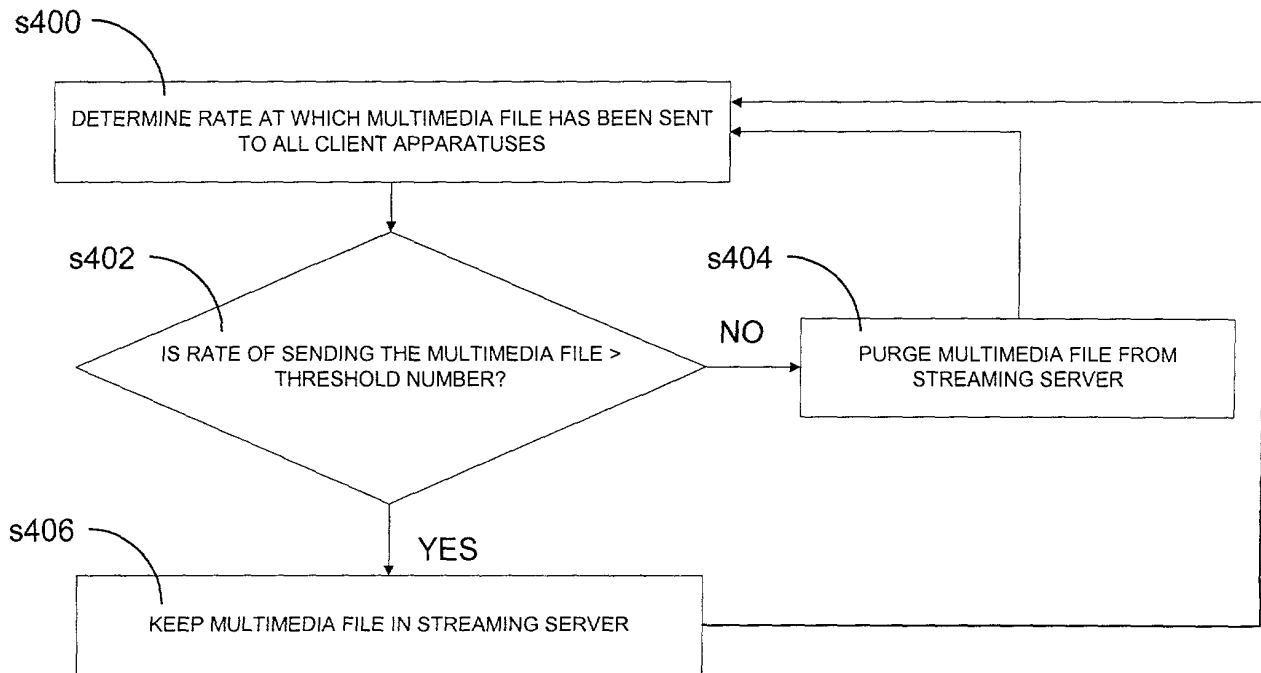 s400
DETERMINE RATE AT WHICH MULTIMEDIA FILE HAS BEEN SENT
TO ALL CLIENT APPARATUSES
s402
IS RATE OF SENDING THE MULTIMEDIA FILE >
THRESHOLD NUMBER?
NO
s404
PURGE MULTIMEDIA FILE FROM
STREAMING SERVER
YES
s406
KEEP MULTIMEDIA FILE IN STREAMING SERVER